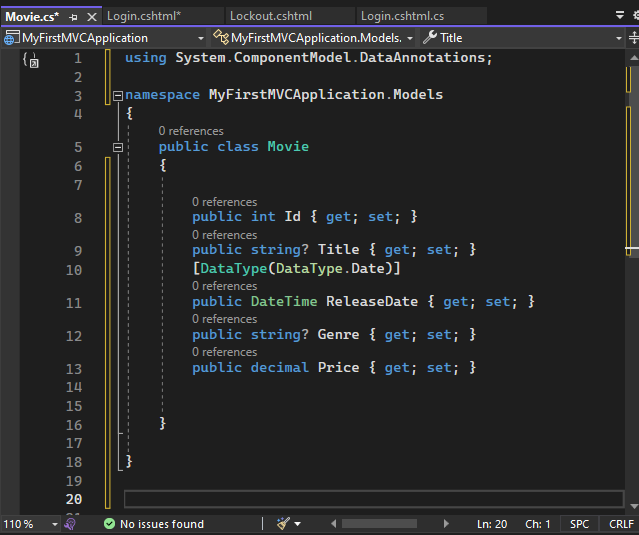 Movie.cs*
Login.cshtml*
Lockout.cshtml
Login.cshtml.cs
MyFirstMVCApplication
MyFirstMVCApplication.Models.
Title
1 using System.ComponentModel.DataAnnotations;
2
3 namespace MyFirstMVCApplication.Models
4 {
0 references
5 public class Movie
6 {
7
0 references
8 public int Id { get; set; }
0 references
9 public string? Title { get; set; }
10 [DataType(DataType.Date)]
0 references
11 public DateTime ReleaseDate { get; set; }
0 references
12 public string? Genre { get; set; }
0 references
13 public decimal Price { get; set; }
14
15
16 }
17
18 }
19
20
110 %
No issues found
Ln: 20
Ch: 1
SPC
CRLF